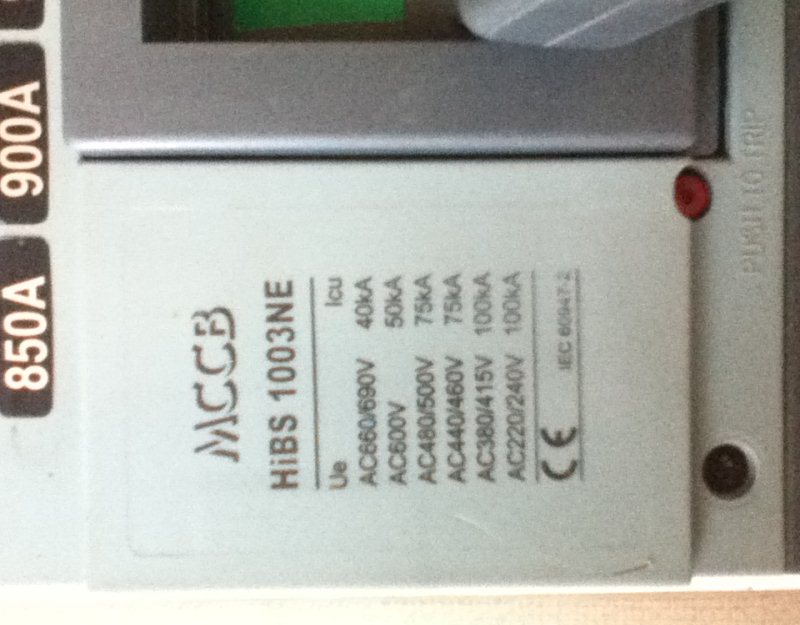 900A
850A
MCCB
HiBS 1003NE
Ue Icu
AC660/690V 40kA
AC600V 50kA
AC480/500V 75kA
AC440/460V 75kA
AC380/415V 100kA
AC220/240V 100kA
CE IEC 60947-2
PUSH TO TRIP